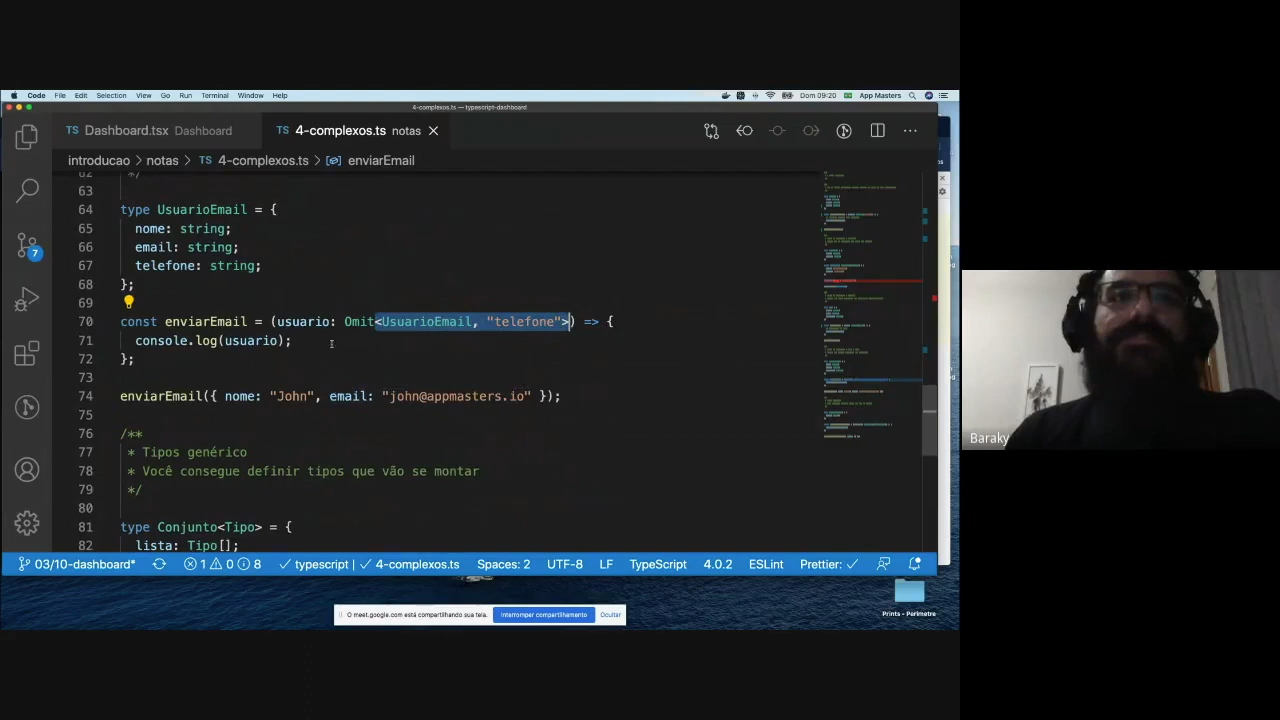 Code File Edit Selection View Go Run Terminal Window Help Dom 09:20 App Masters
4-complexos.ts — typescript-dashboard
TS Dashboard.tsx Dashboard TS 4-complexos.ts notas
introducao > notas > TS 4-complexos.ts > enviarEmail
62 */
63
64 type UsuarioEmail = {
65 nome: string;
66 email: string;
67 telefone: string;
68 };
69
70 const enviarEmail = (usuario: Omit<UsuarioEmail, "telefone">) => {
71 console.log(usuario);
72 };
73
74 enviarEmail({ nome: "John", email: "john@appmasters.io" });
75
76 /**
77 * Tipos genérico
78 * Você consegue definir tipos que vão se montar
79 */
80
81 type Conjunto<Tipo> = {
82 lista: Tipo[];
7
03/10-dashboard* 1 0 typescript | 4-complexos.ts Spaces: 2 UTF-8 LF TypeScript 4.0.2 ESLint Prettier:
Prints - Perimetre
O meet.google.com está compartilhando sua tela. Interromper compartilhamento Ocultar
Baraky